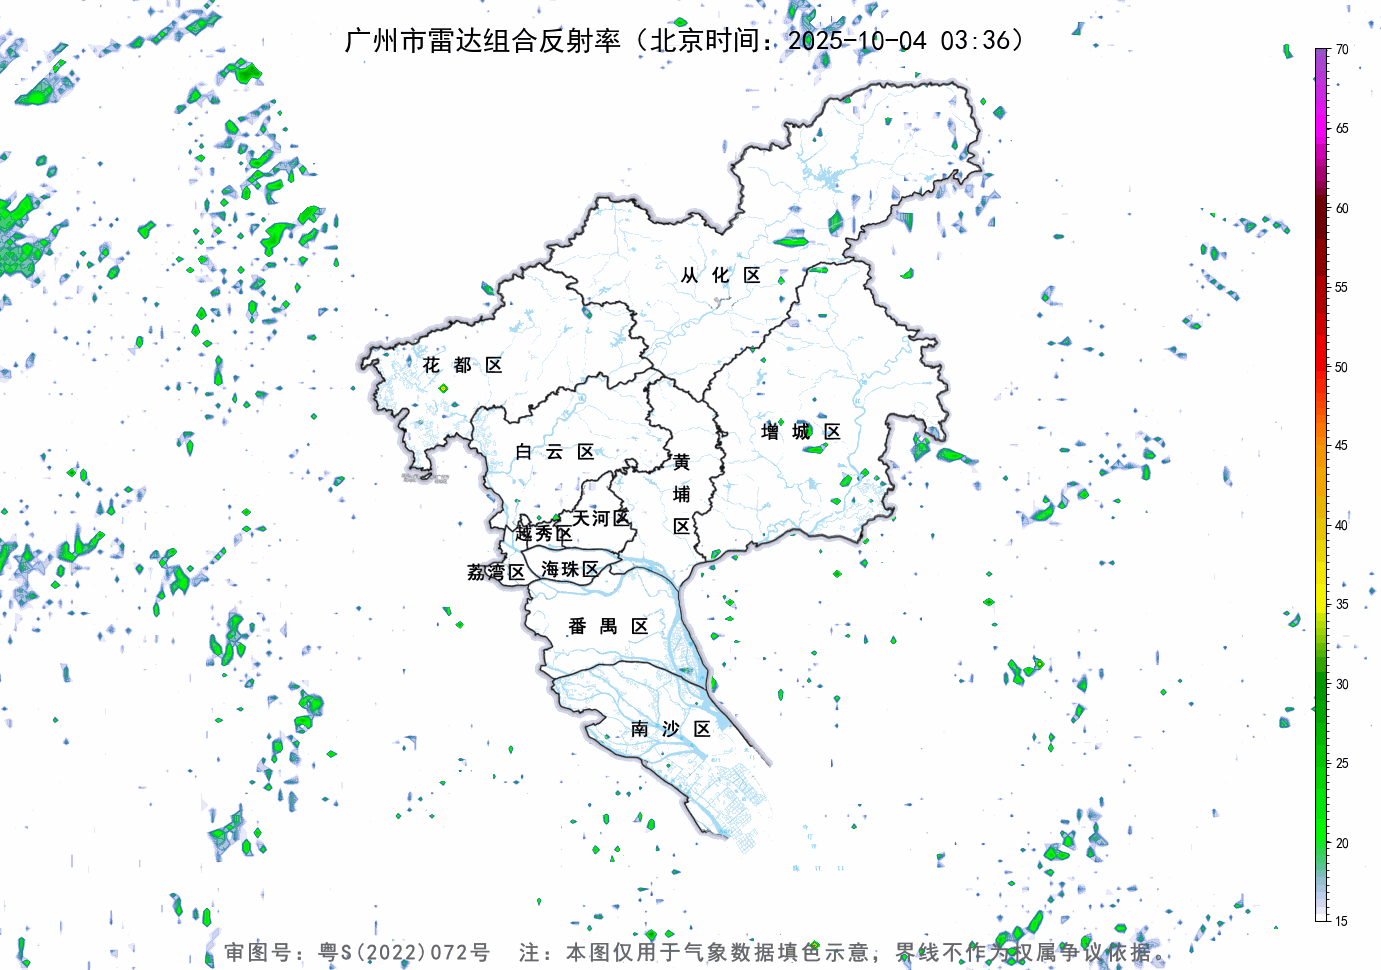 广州市雷达组合反射率（北京时间：2025-10-04 03:36）
70
65
60
55
50
45
40
35
30
25
20
15
从化区
花都区
增城区
白云区
黄埔区
天河区
越秀区
荔湾区
海珠区
番禺区
南沙区
审图号：粤S(2022)072号 注：本图仅用于气象数据填色示意，界线不作为权属争议依据。